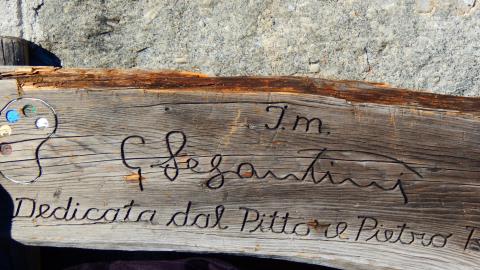 I.m.
G Segantini
Dedicata dal Pittore Pietro